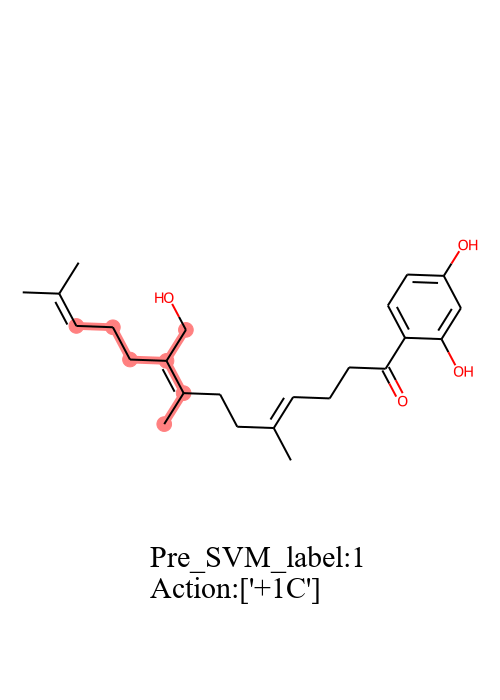 OH
HO
OH
O
Pre_SVM_label:1
Action:['+1C']